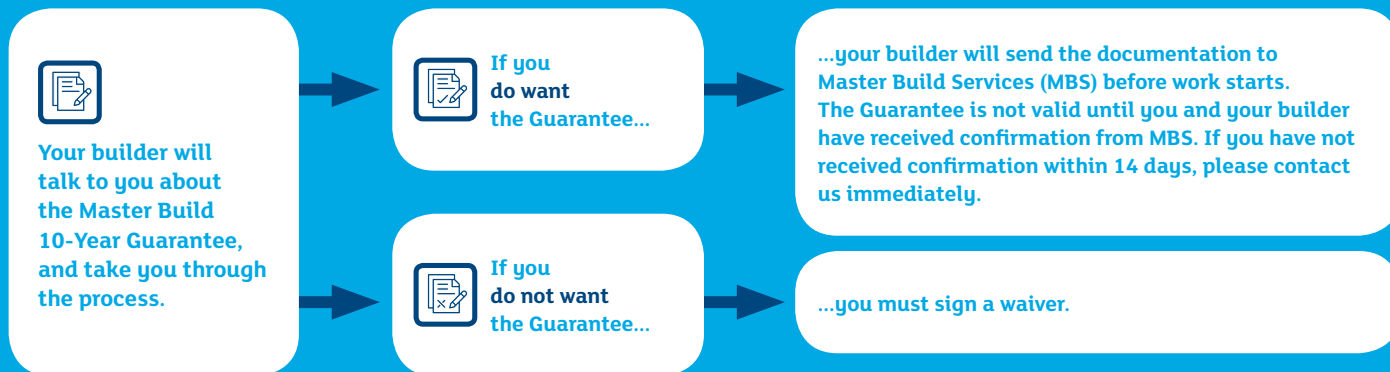 Your builder will
talk to you about
the Master Build
10-Year Guarantee,
and take you through
the process.
If you
do want
the Guarantee...
...your builder will send the documentation to
Master Build Services (MBS) before work starts.
The Guarantee is not valid until you and your builder
have received confirmation from MBS. If you have not
received confirmation within 14 days, please contact
us immediately.
If you
do not want
the Guarantee...
...you must sign a waiver.